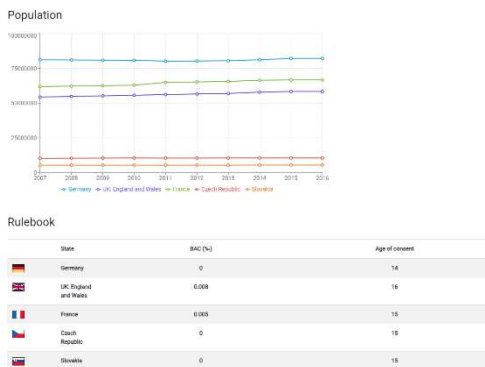 Population
100000000
75000000
50000000
25000000
0
2007 2008 2009 2010 2011 2012 2013 2014 2015 2016
Germany UK: England and Wales France Czech Republic Slovakia
Rulebook
State BAC (‰) Age of consent
Germany 0 14
UK: England
and Wales
0.008 16
France 0.005 15
Czech
Republic
0 15
Slovakia 0 15